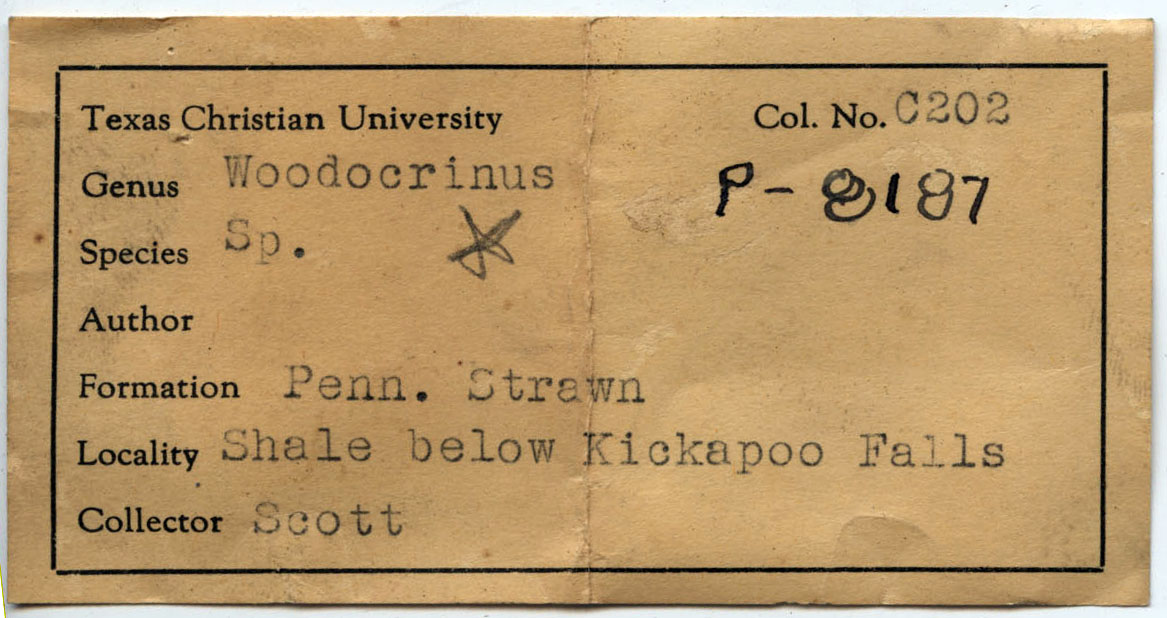 Texas Christian University Col. No. C202
Genus Woodocrinus P-8187
Species Sp.
Author
Formation Penn. Strawn
Locality Shale below Kickapoo Falls
Collector Scott